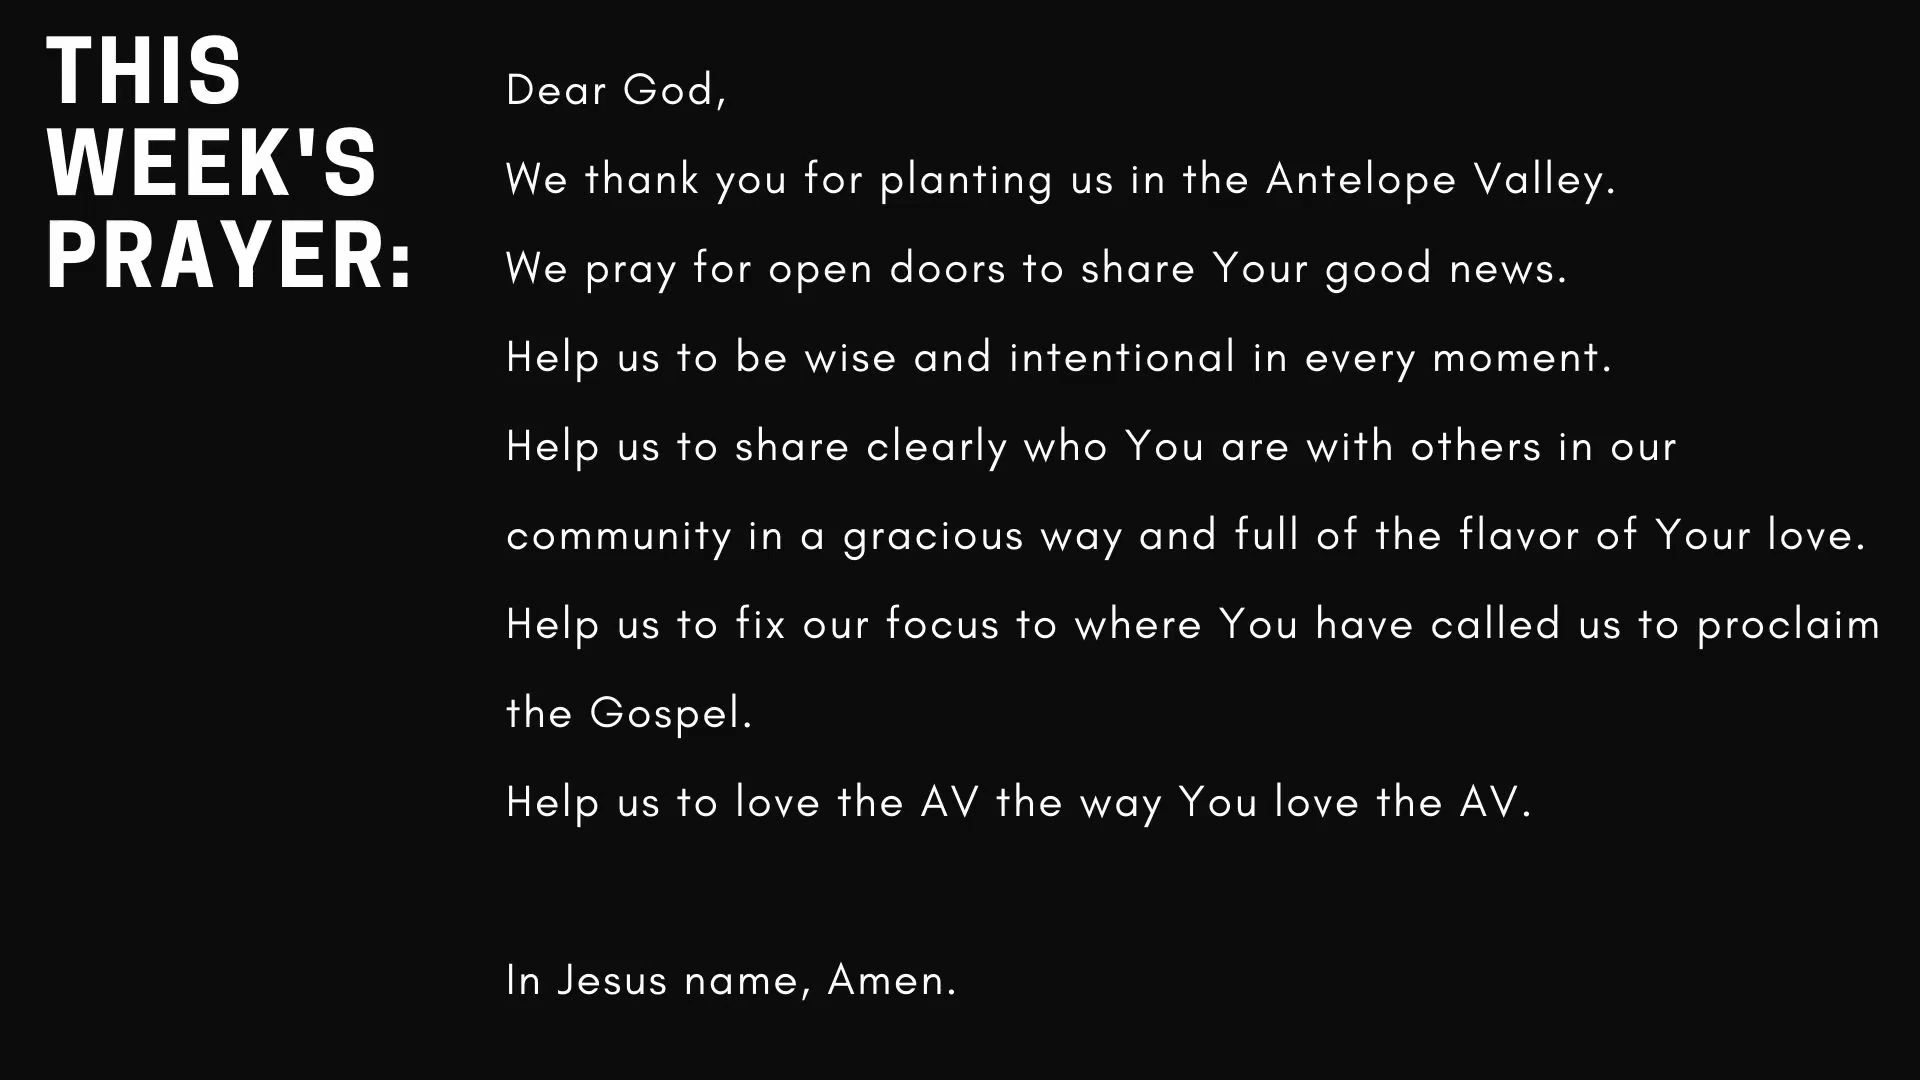 THIS
WEEK'S
PRAYER:
Dear God,
We thank you for planting us in the Antelope Valley.
We pray for open doors to share Your good news.
Help us to be wise and intentional in every moment.
Help us to share clearly who You are with others in our
community in a gracious way and full of the flavor of Your love.
Help us to fix our focus to where You have called us to proclaim
the Gospel.
Help us to love the AV the way You love the AV.
In Jesus name, Amen.